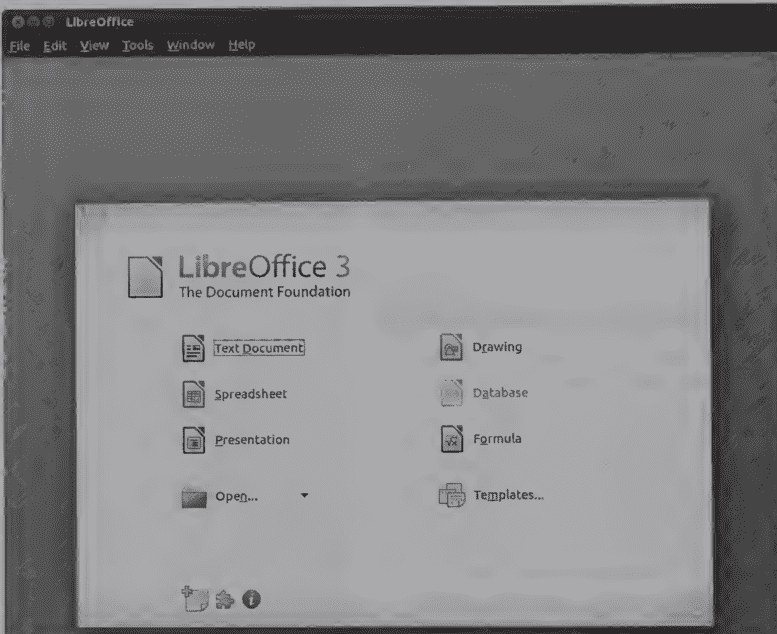 LibreOffice
File Edit View Tools Window Help
LibreOffice 3
The Document Foundation
Text Document
Drawing
Spreadsheet
Database
Presentation
Formula
Open...
Templates...